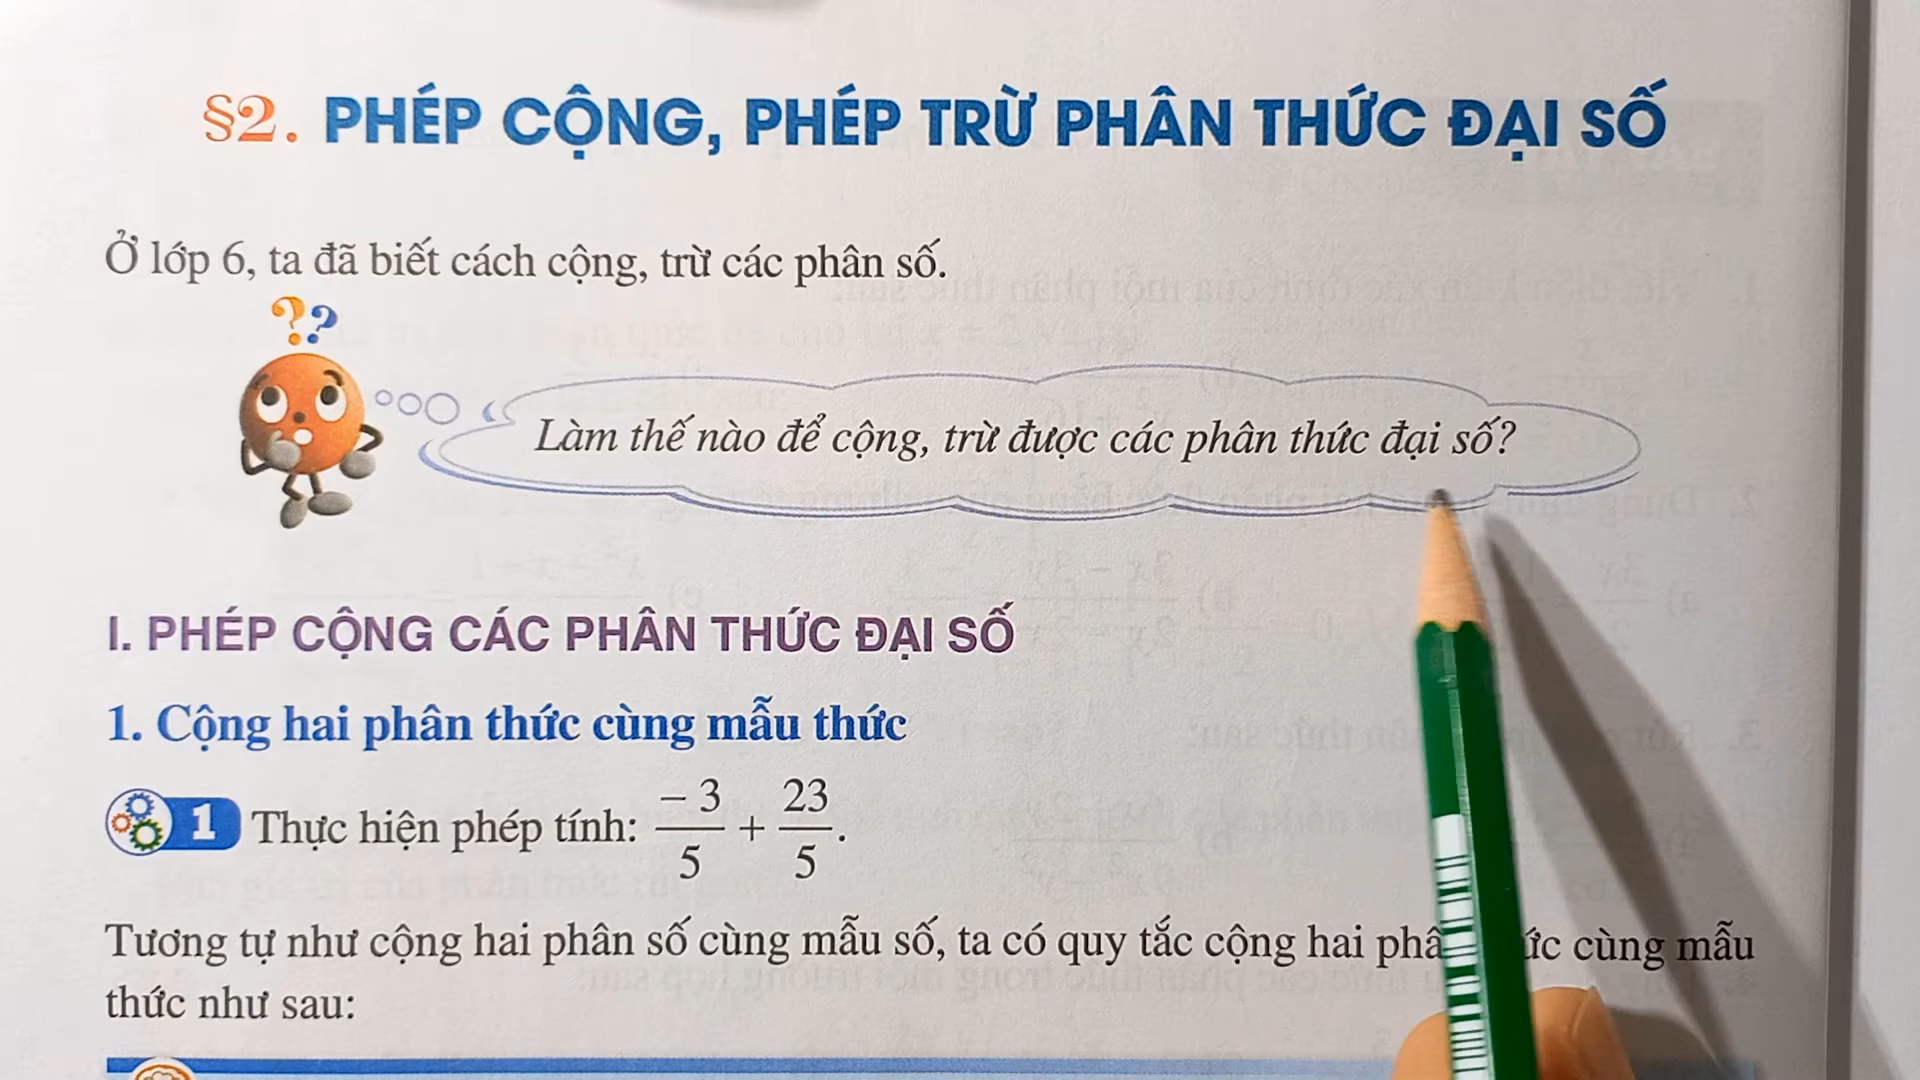 §2. PHÉP CỘNG, PHÉP TRỪ PHÂN THỨC ĐẠI SỐ
Ở lớp 6, ta đã biết cách cộng, trừ các phân số.
??
Làm thế nào để cộng, trừ được các phân thức đại số?
I. PHÉP CỘNG CÁC PHÂN THỨC ĐẠI SỐ
1. Cộng hai phân thức cùng mẫu thức
1 Thực hiện phép tính: −3/5 + 23/5.
Tương tự như cộng hai phân số cùng mẫu số, ta có quy tắc cộng hai cùng mẫu
thức như sau: